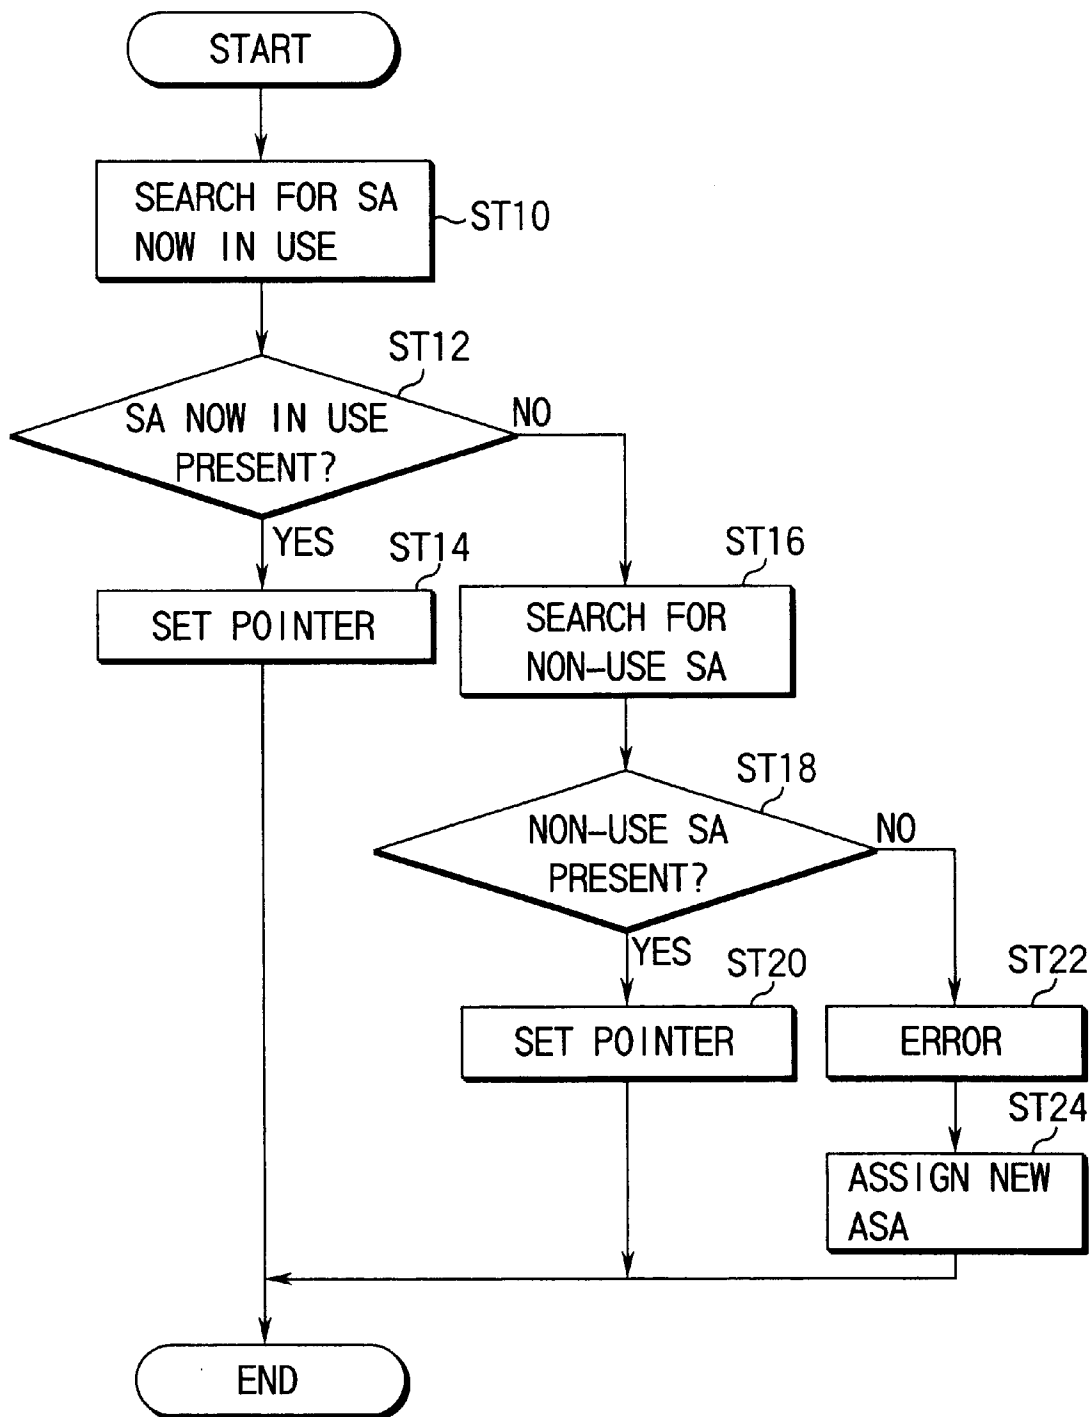 START
SEARCH FOR SA
NOW IN USE
ST10
ST12
SA NOW IN USE
PRESENT?
NO
YES
ST14
SET POINTER
ST16
SEARCH FOR
NON-USE SA
ST18
NON-USE SA
PRESENT?
NO
YES
ST20
SET POINTER
ST22
ERROR
ST24
ASSIGN NEW
ASA
END